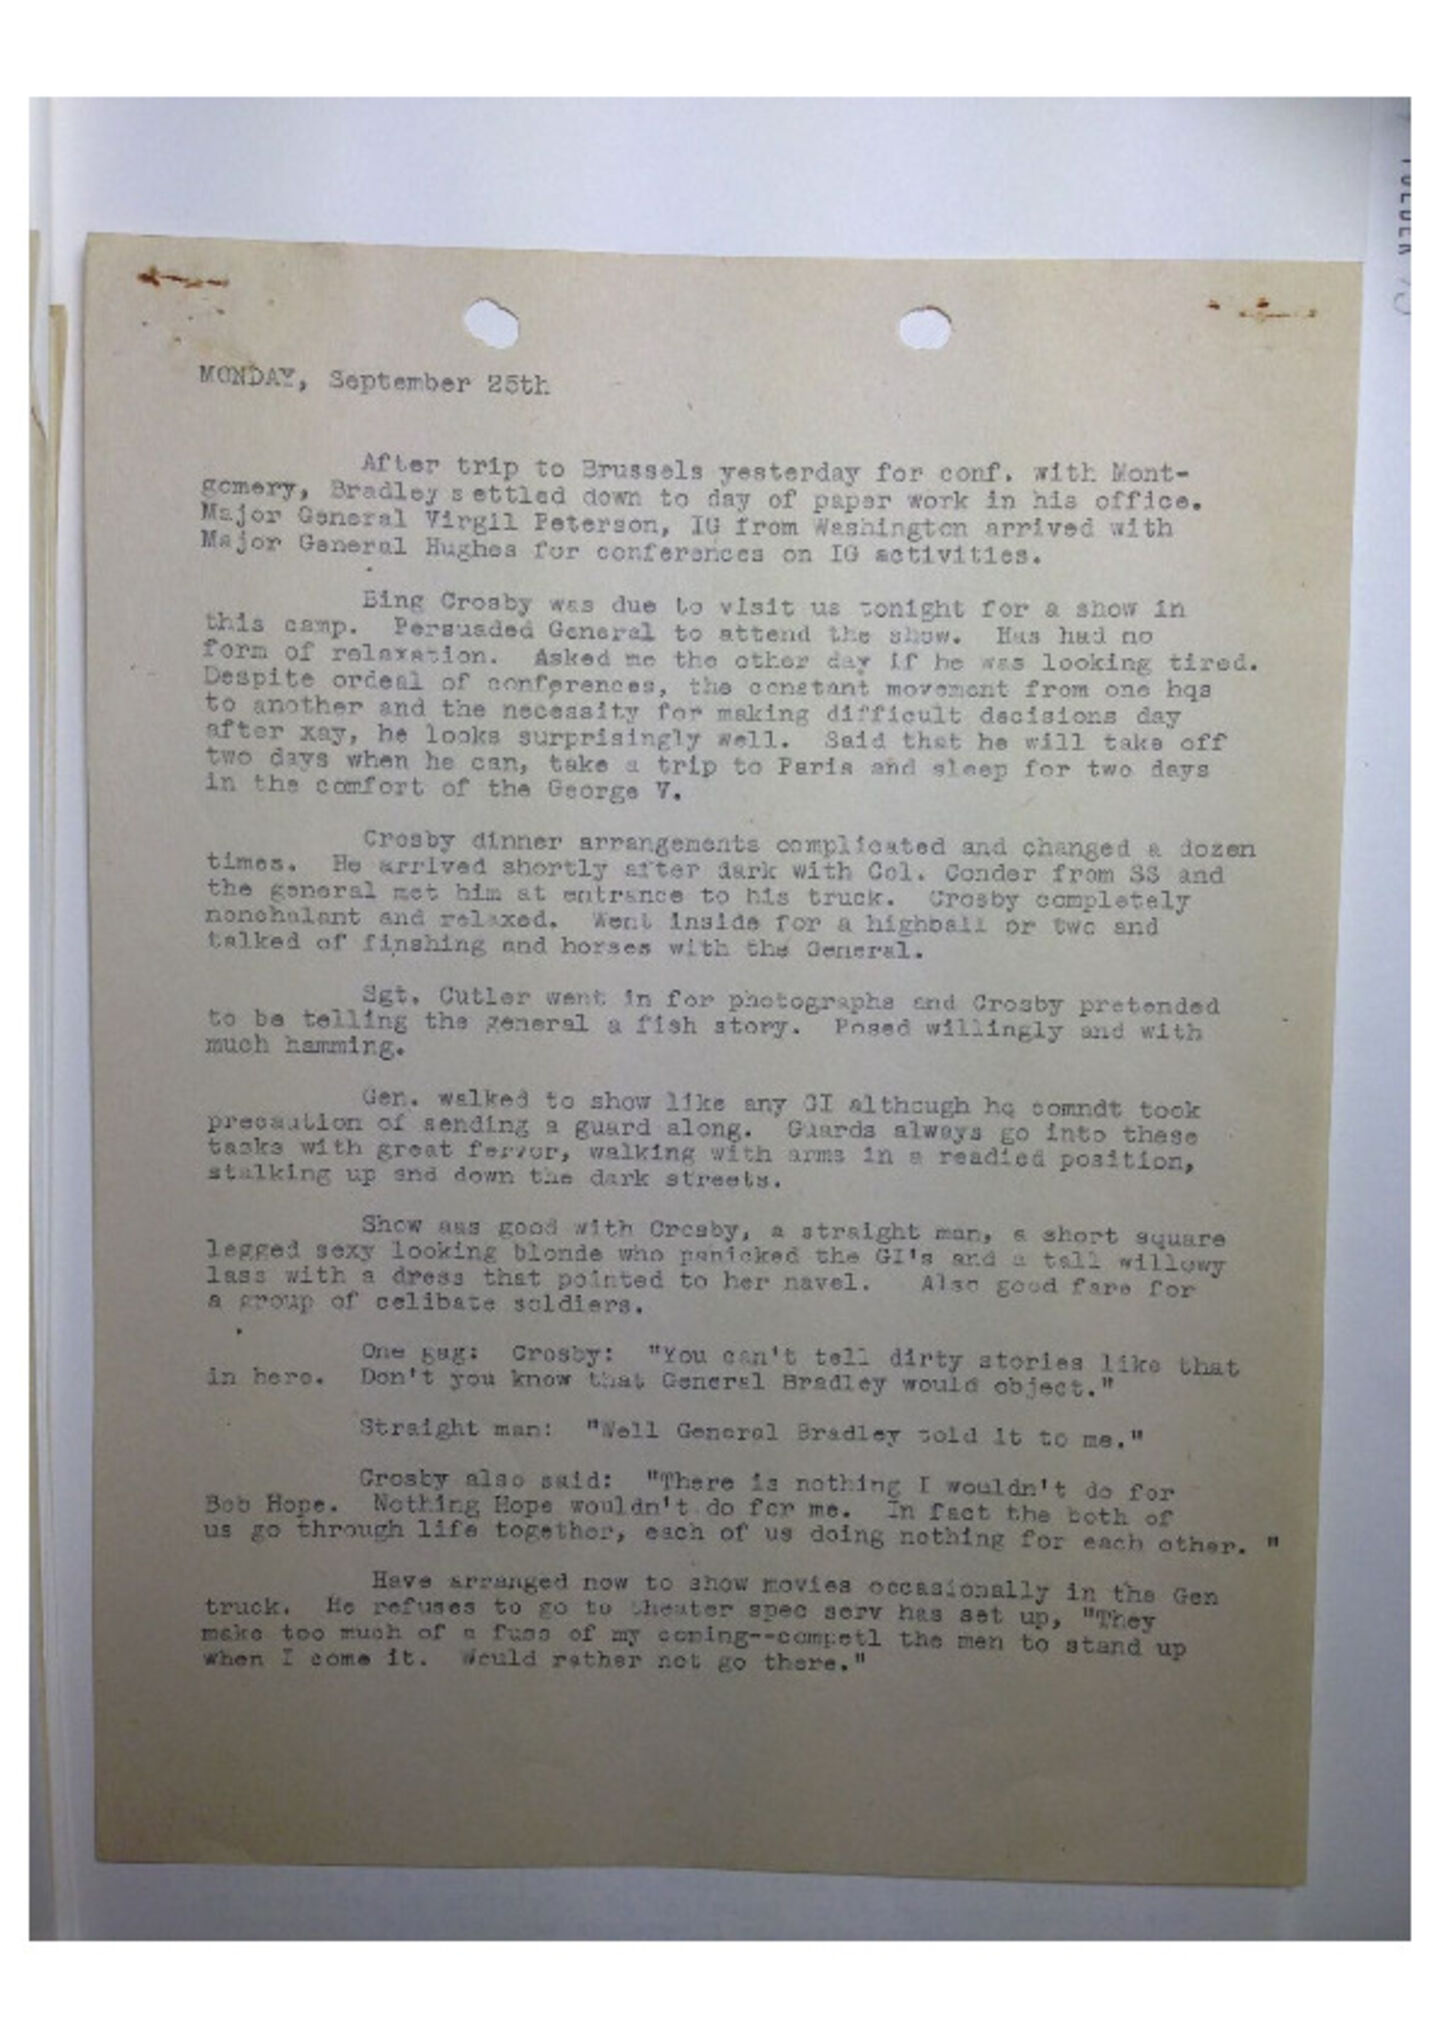 MONDAY, September 25th
After trip to Brussels yesterday for conf. with Mont-
gomery, Bradley settled down to day of paper work in his office.
Major General Virgil Peterson, IG from Washington arrived with
Major General Hughes for conferences on IG activities.
Bing Crosby was due to visit us tonight for a show in
this camp. Persuaded General to attend the show. Has had no
form of relaxation. Asked me the other day if he was looking tired.
Despite ordeal of conferences, the constant movement from one hqs
to another and the necessity for making difficult decisions day
after xay, he looks surprisingly well. Said that he will take off
two days when he can, take a trip to Paris and sleep for two days
in the comfort of the George V.
Crosby dinner arrangements complicated and changed a dozen
times. He arrived shortly after dark with Col. Conder from SS and
the general met him at entrance to his truck. Crosby completely
nonchalant and relaxed. Went inside for a highball or two and
talked of finshing and horses with the General.
Sgt. Cutler went in for photographs and Crosby pretended
to be telling the general a fish story. Posed willingly and with
much hamming.
Gen. walked to show like any GI although hq comndt took
precaution of sending a guard along. Guards always go into these
tasks with great fervor, walking with arms in a readied position,
stalking up and down the dark streets.
Show aas good with Crosby, a straight man, a short square
legged sexy looking blonde who panicked the GI's and a tall willowy
lass with a dress that pointed to her navel. Also good fare for
a group of celibate soldiers.
One gag: Crosby: "You can't tell dirty stories like that
in here. Don't you know that General Bradley would object."
Straight man: "Well General Bradley told it to me."
Crosby also said: "There is nothing I wouldn't do for
Bob Hope. Nothing Hope wouldn't do for me. In fact the both of
us go through life together, each of us doing nothing for each other. "
Have arranged now to show movies occasionally in the Gen
truck. He refuses to go to theater spec serv has set up, "They
make too much of a fuss of my coming--competl the men to stand up
when I come it. Would rather not go there."
FOLDER